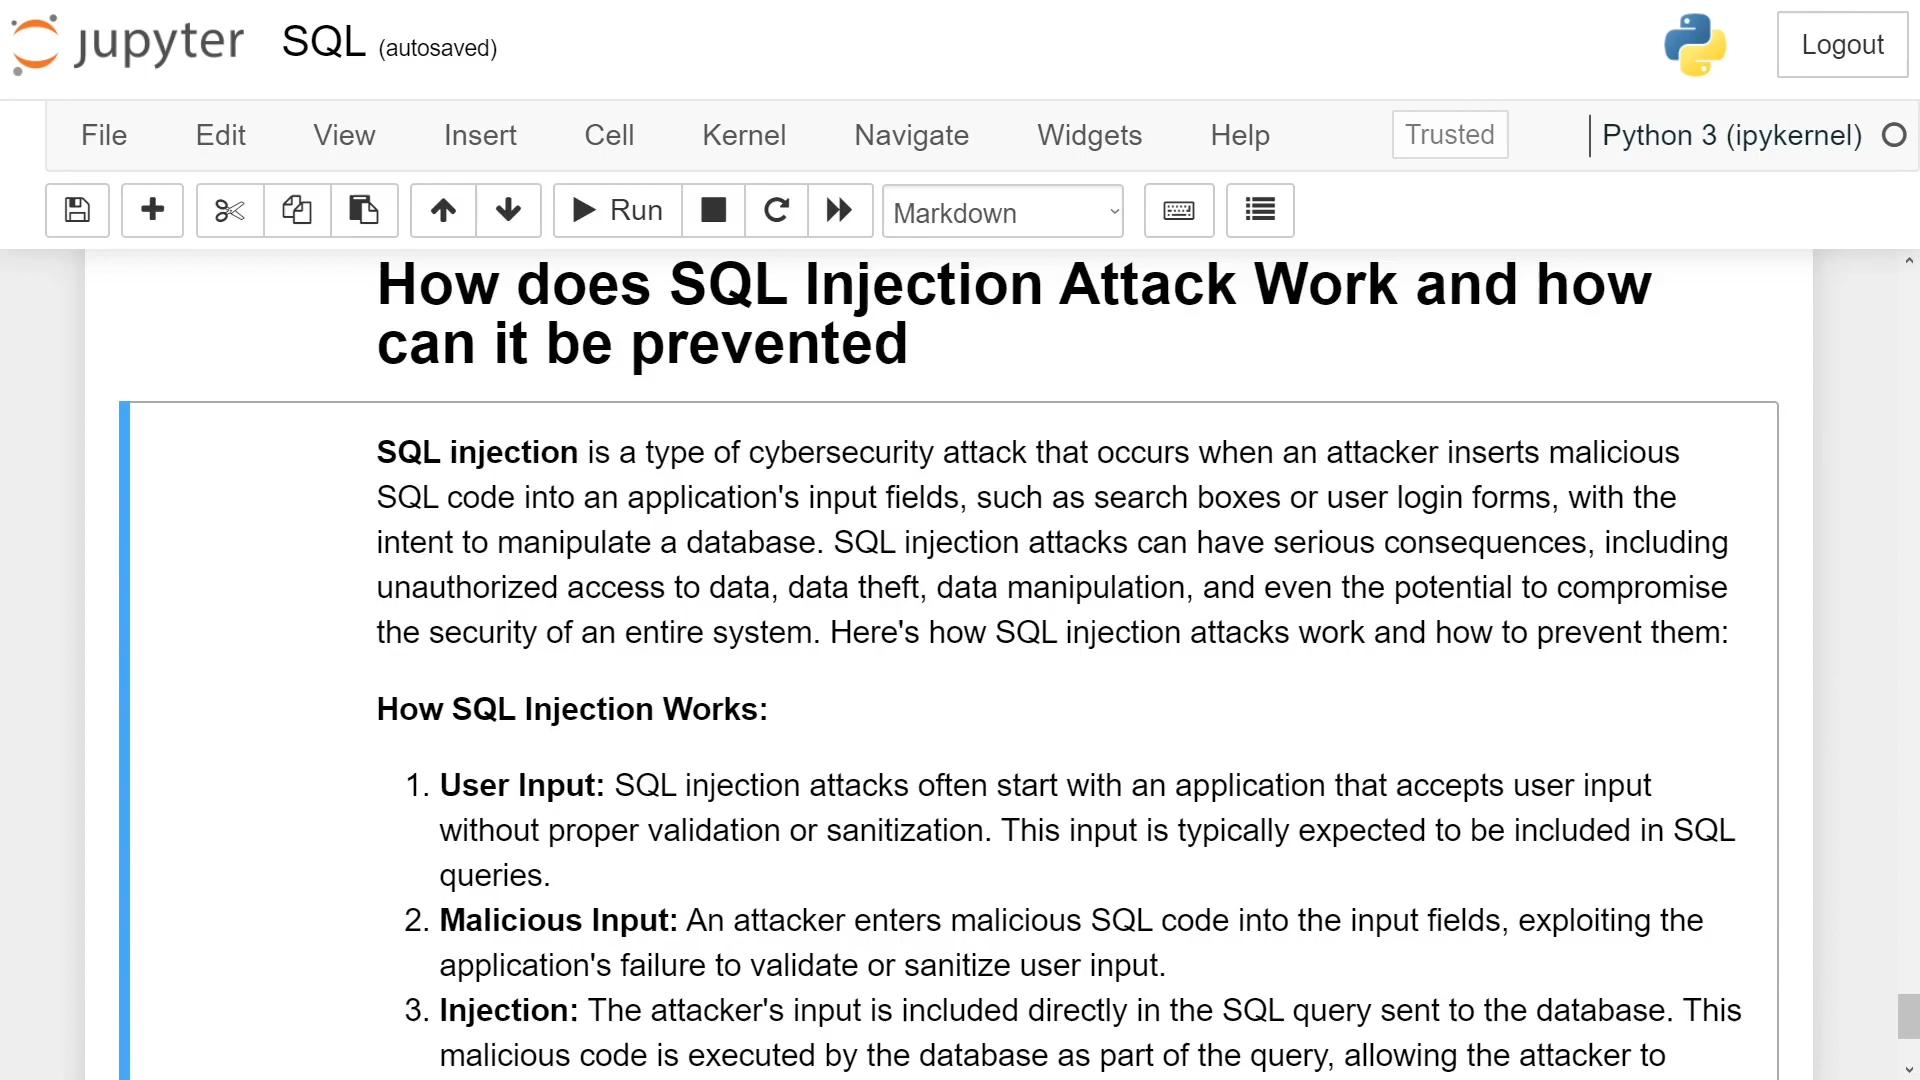 jupyter SQL (autosaved) Logout
File Edit View Insert Cell Kernel Navigate Widgets Help Trusted Python 3 (ipykernel)
Run Markdown
How does SQL Injection Attack Work and how
can it be prevented
SQL injection is a type of cybersecurity attack that occurs when an attacker inserts malicious
SQL code into an application's input fields, such as search boxes or user login forms, with the
intent to manipulate a database. SQL injection attacks can have serious consequences, including
unauthorized access to data, data theft, data manipulation, and even the potential to compromise
the security of an entire system. Here's how SQL injection attacks work and how to prevent them:
How SQL Injection Works:
1. User Input: SQL injection attacks often start with an application that accepts user input
without proper validation or sanitization. This input is typically expected to be included in SQL
queries.
2. Malicious Input: An attacker enters malicious SQL code into the input fields, exploiting the
application's failure to validate or sanitize user input.
3. Injection: The attacker's input is included directly in the SQL query sent to the database. This
malicious code is executed by the database as part of the query, allowing the attacker to